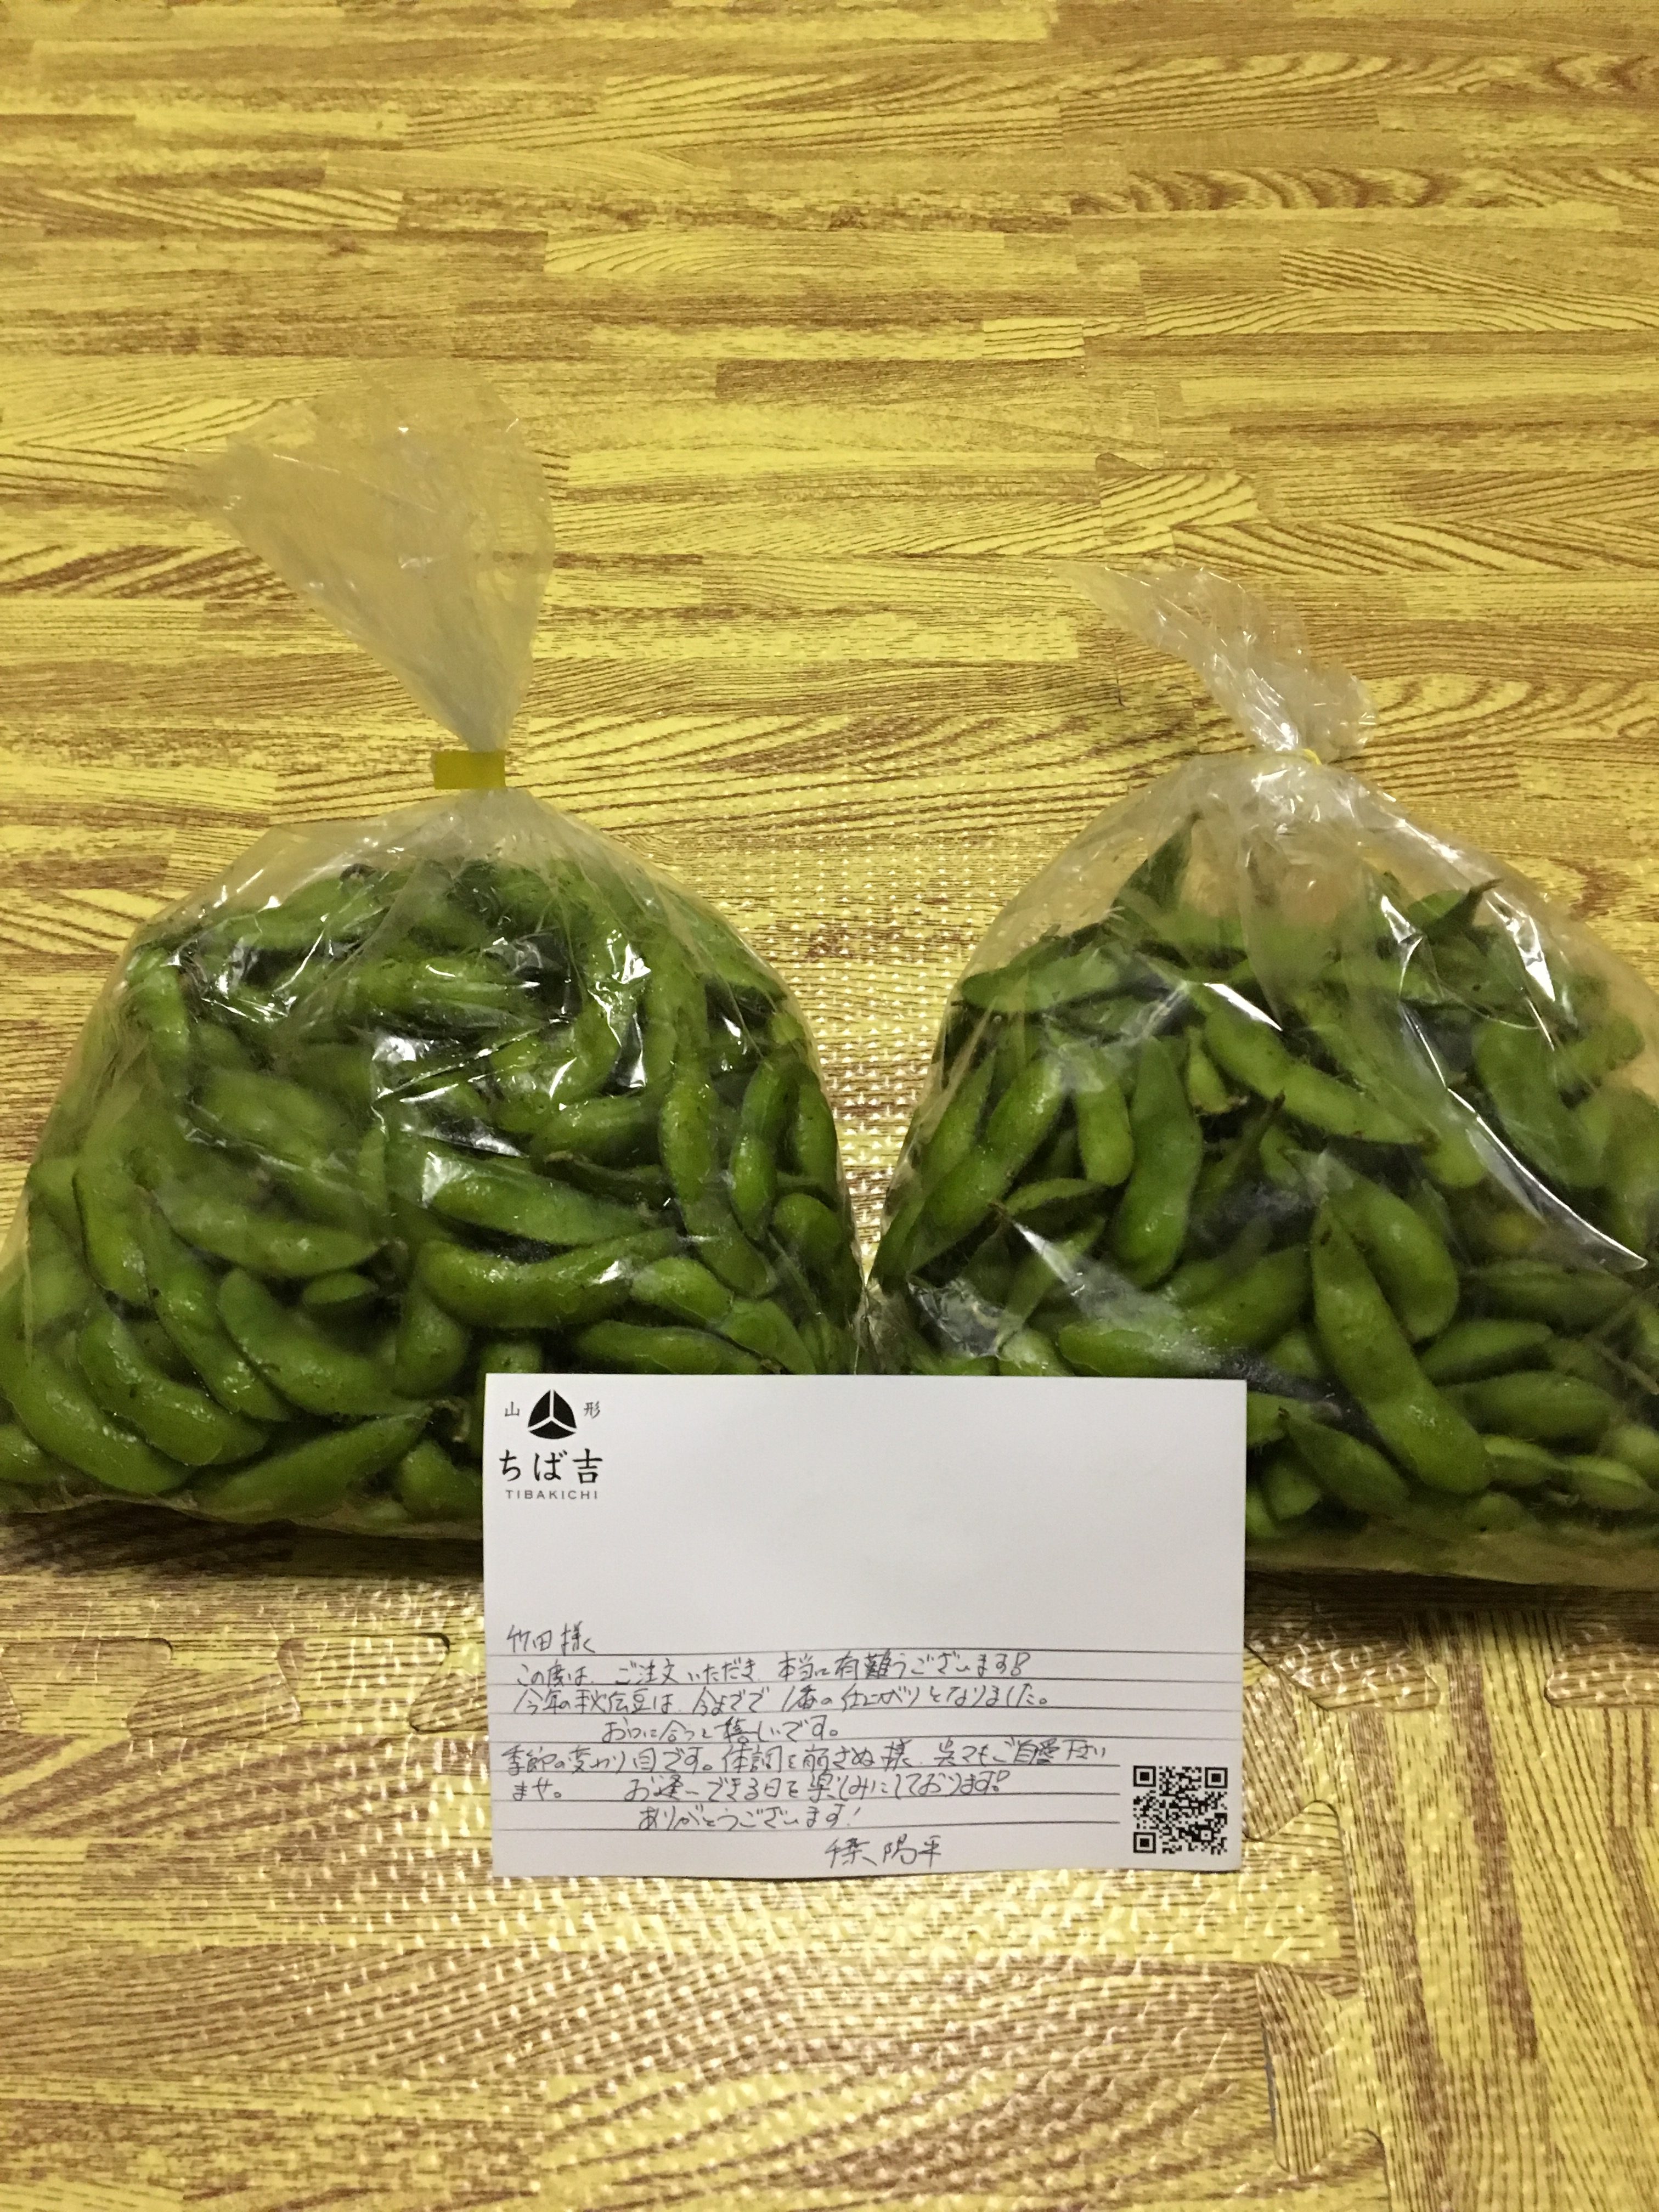 山形
ちば吉
TIBAKICHI
竹田様
この度は、ご注文いただき、本当に有難うございます!
今年の秘伝豆は、今までで1番の仕上がりとなりました。
お口に合うと嬉しいです。
季節の変わり目です。体調を崩さぬ様、呉々もご自愛下さい
ませ。 お逢いできる日を楽しみにしております!
ありがとうございます!
千葉 陽平